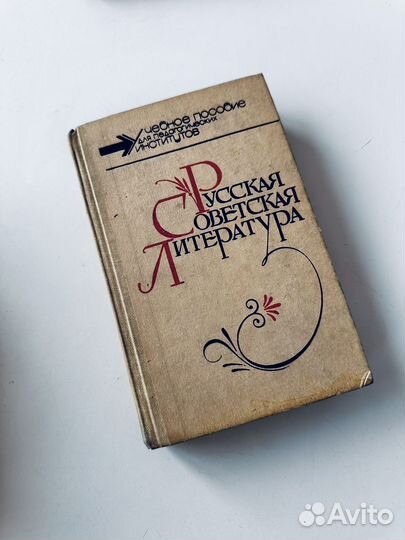 Учебное пособие
для педагогических
институтов
Русская
Советская
Литература
Avito